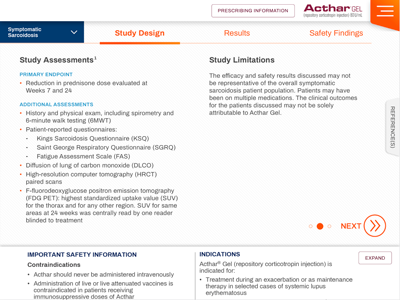 PRESCRIBING INFORMATION
Acthar GEL
(repository corticotropin injection) 80 U/mL
Symptomatic
Sarcoidosis
Study Design
Results
Safety Findings
Study Assessments¹
PRIMARY ENDPOINT
• Reduction in prednisone dose evaluated at
Weeks 7 and 24
ADDITIONAL ASSESSMENTS
• History and physical exam, including spirometry and
6-minute walk testing (6MWT)
• Patient-reported questionnaires:
- Kings Sarcoidosis Questionnaire (KSQ)
- Saint George Respiratory Questionnaire (SGRQ)
- Fatigue Assessment Scale (FAS)
• Diffusion of lung of carbon monoxide (DLCO)
• High-resolution computer tomography (HRCT)
paired scans
• F-fluorodeoxyglucose positron emission tomography
(FDG PET): highest standardized uptake value (SUV)
for the thorax and for any other region. SUV for same
areas at 24 weeks was centrally read by one reader
blinded to treatment
Study Limitations
The efficacy and safety results discussed may not
be representative of the overall symptomatic
sarcoidosis patient population. Patients may have
been on multiple medications. The clinical outcomes
for the patients discussed may not be solely
attributable to Acthar Gel.
REFERENCE(S)
NEXT
IMPORTANT SAFETY INFORMATION
Contraindications
• Acthar should never be administered intravenously
• Administration of live or live attenuated vaccines is
contraindicated in patients receiving
immunosuppressive doses of Acthar
INDICATIONS
Acthar® Gel (repository corticotropin injection) is
indicated for:
• Treatment during an exacerbation or as maintenance
therapy in selected cases of systemic lupus
erythematosus
EXPAND